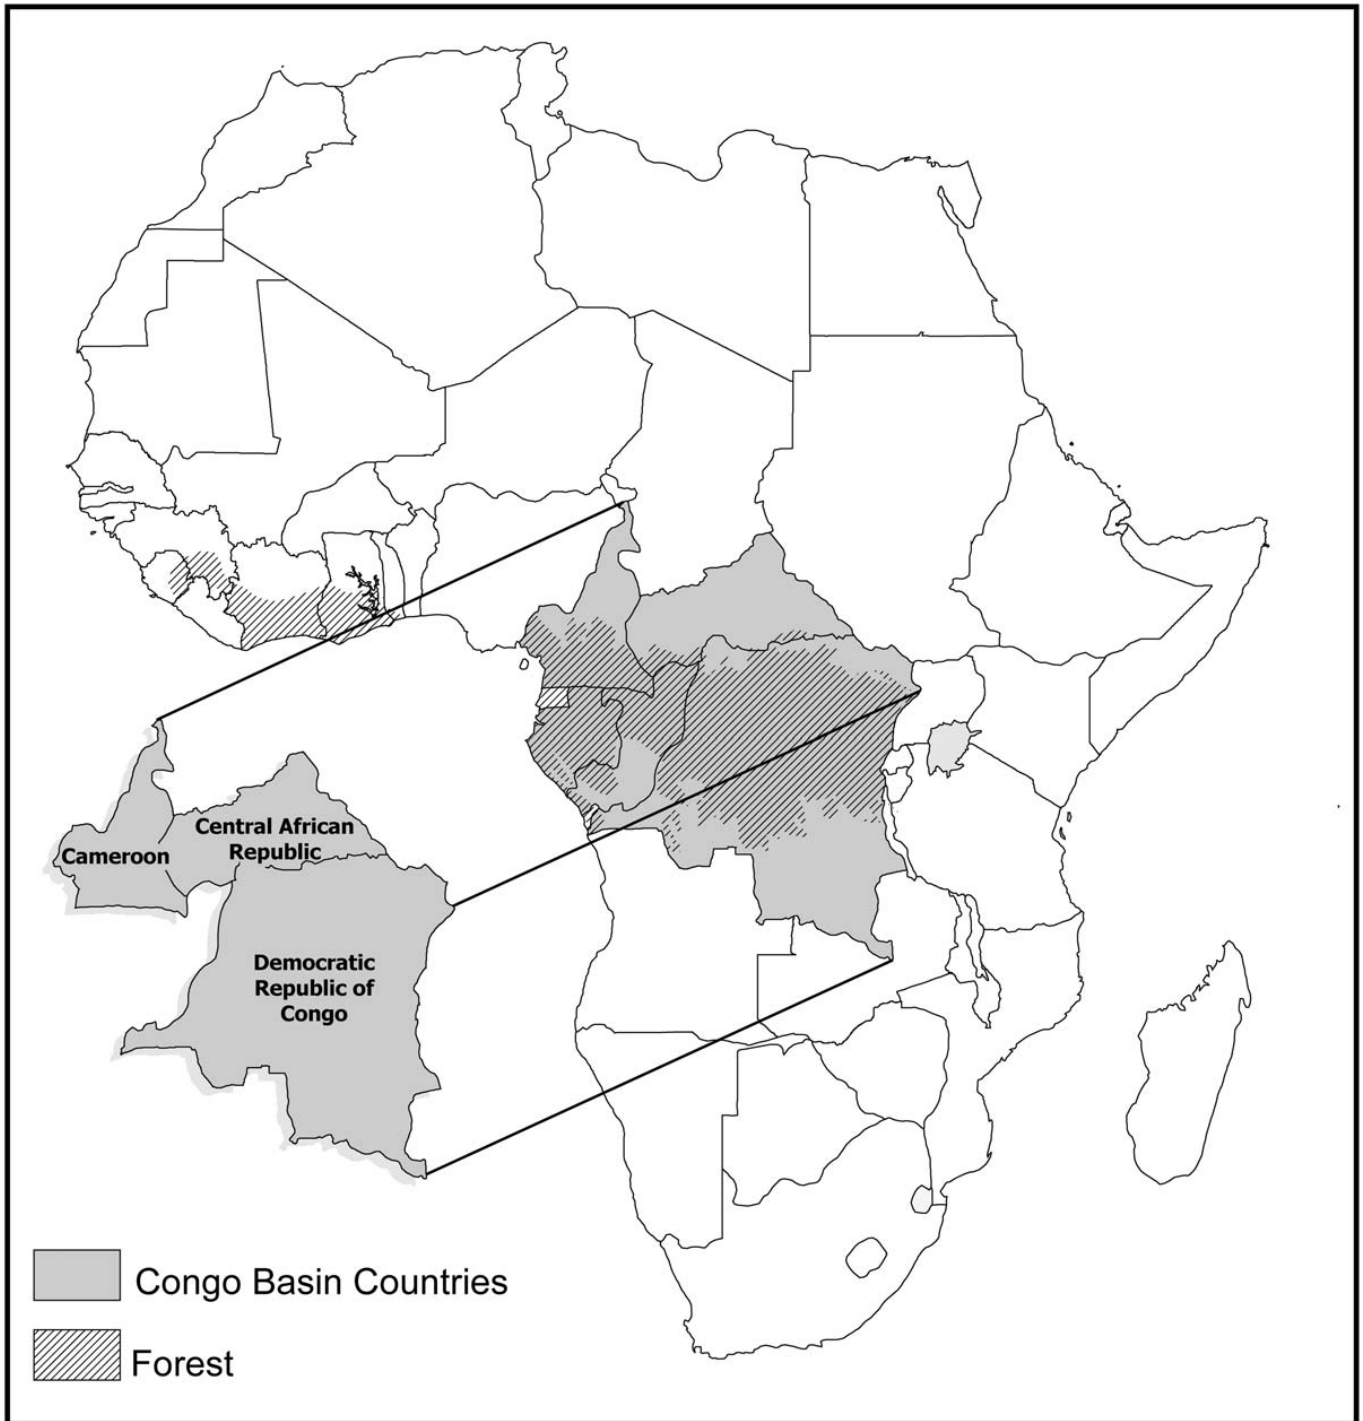 Central African
Republic
Cameroon
Democratic
Republic of
Congo
Congo Basin Countries
Forest